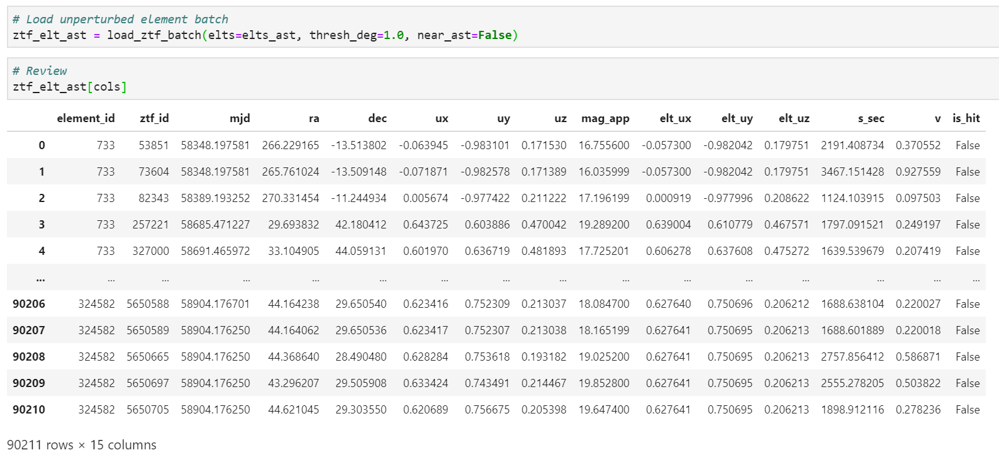 # Load unperturbed element batch
ztf_elt_ast = load_ztf_batch(elts=elts_ast, thresh_deg=1.0, near_ast=False)
# Review
ztf_elt_ast[cols]
element_id ztf_id mjd ra dec ux uy uz mag_app elt_ux elt_uy elt_uz s_sec v is_hit
0 733 53851 58348.197581 266.229165 -13.513802 -0.063945 -0.983101 0.171530 16.755600 -0.057300 -0.982042 0.179751 2191.408734 0.370552 False
1 733 73604 58348.197581 265.761024 -13.509148 -0.071871 -0.982578 0.171389 16.035999 -0.057300 -0.982042 0.179751 3467.151428 0.927559 False
2 733 82343 58389.193252 270.331454 -11.244934 0.005674 -0.977422 0.211222 17.196199 0.000919 -0.977996 0.208622 1124.103915 0.097503 False
3 733 257221 58685.471227 29.693832 42.180412 0.643725 0.603886 0.470042 19.289200 0.639004 0.610779 0.467571 1797.091521 0.249197 False
4 733 327000 58691.465972 33.104905 44.059131 0.601970 0.636719 0.481893 17.725201 0.606278 0.637608 0.475272 1639.539679 0.207419 False
... ... ... ... ... ... ... ... ... ... ... ... ... ... ... ...
90206 324582 5650588 58904.176701 44.164238 29.650540 0.623416 0.752309 0.213037 18.084700 0.627640 0.750696 0.206212 1688.638104 0.220027 False
90207 324582 5650589 58904.176250 44.164062 29.650536 0.623417 0.752307 0.213038 18.165199 0.627641 0.750695 0.206213 1688.601889 0.220018 False
90208 324582 5650665 58904.176250 44.368640 28.490480 0.628284 0.753618 0.193182 19.025200 0.627641 0.750695 0.206213 2757.856412 0.586871 False
90209 324582 5650697 58904.176250 43.296207 29.505908 0.633424 0.743491 0.214467 19.852800 0.627641 0.750695 0.206213 2555.278205 0.503822 False
90210 324582 5650705 58904.176250 44.621045 29.303550 0.620689 0.756675 0.205398 19.647400 0.627641 0.750695 0.206213 1898.912116 0.278236 False
90211 rows × 15 columns